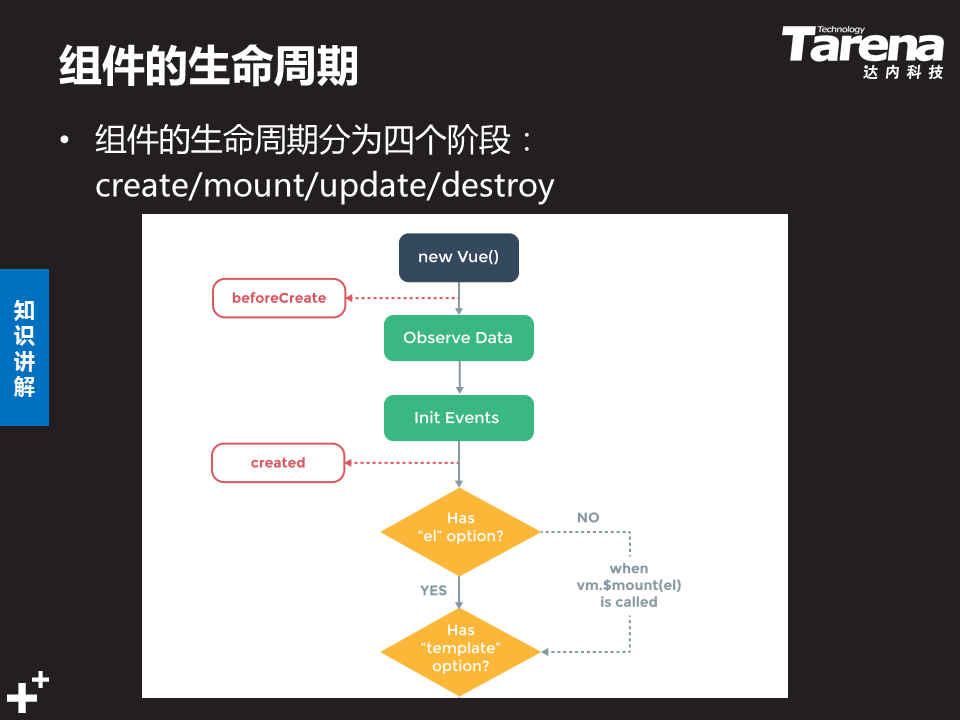 组件的生命周期
Technology
Tarena
达内科技
• 组件的生命周期分为四个阶段：
create/mount/update/destroy
知
识
讲
解
new Vue()
beforeCreate
Observe Data
Init Events
created
Has
“el” option?
NO
when
vm.$mount(el)
is called
YES
Has
“template”
option?